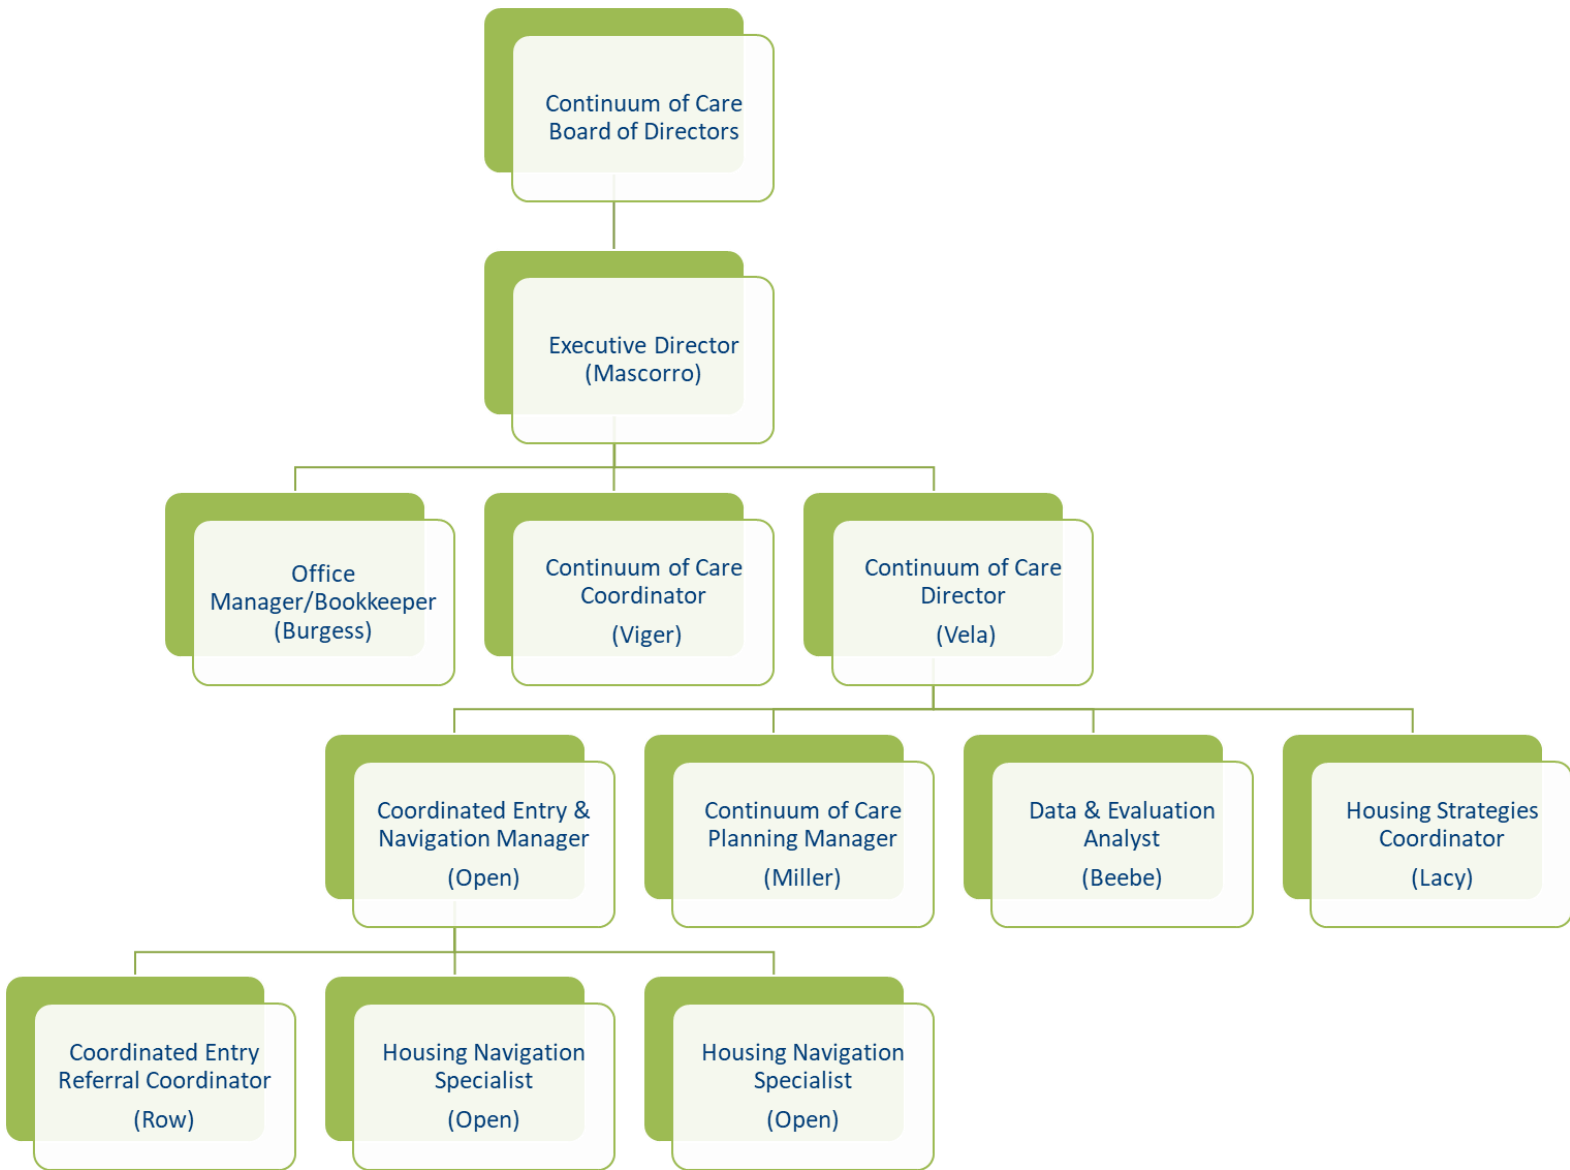 Continuum of Care
Board of Directors
Executive Director
(Mascorro)
Office
Manager/Bookkeeper
(Burgess)
Continuum of Care
Coordinator
(Viger)
Continuum of Care
Director
(Vela)
Coordinated Entry &
Navigation Manager
(Open)
Continuum of Care
Planning Manager
(Miller)
Data & Evaluation
Analyst
(Beebe)
Housing Strategies
Coordinator
(Lacy)
Coordinated Entry
Referral Coordinator
(Row)
Housing Navigation
Specialist
(Open)
Housing Navigation
Specialist
(Open)